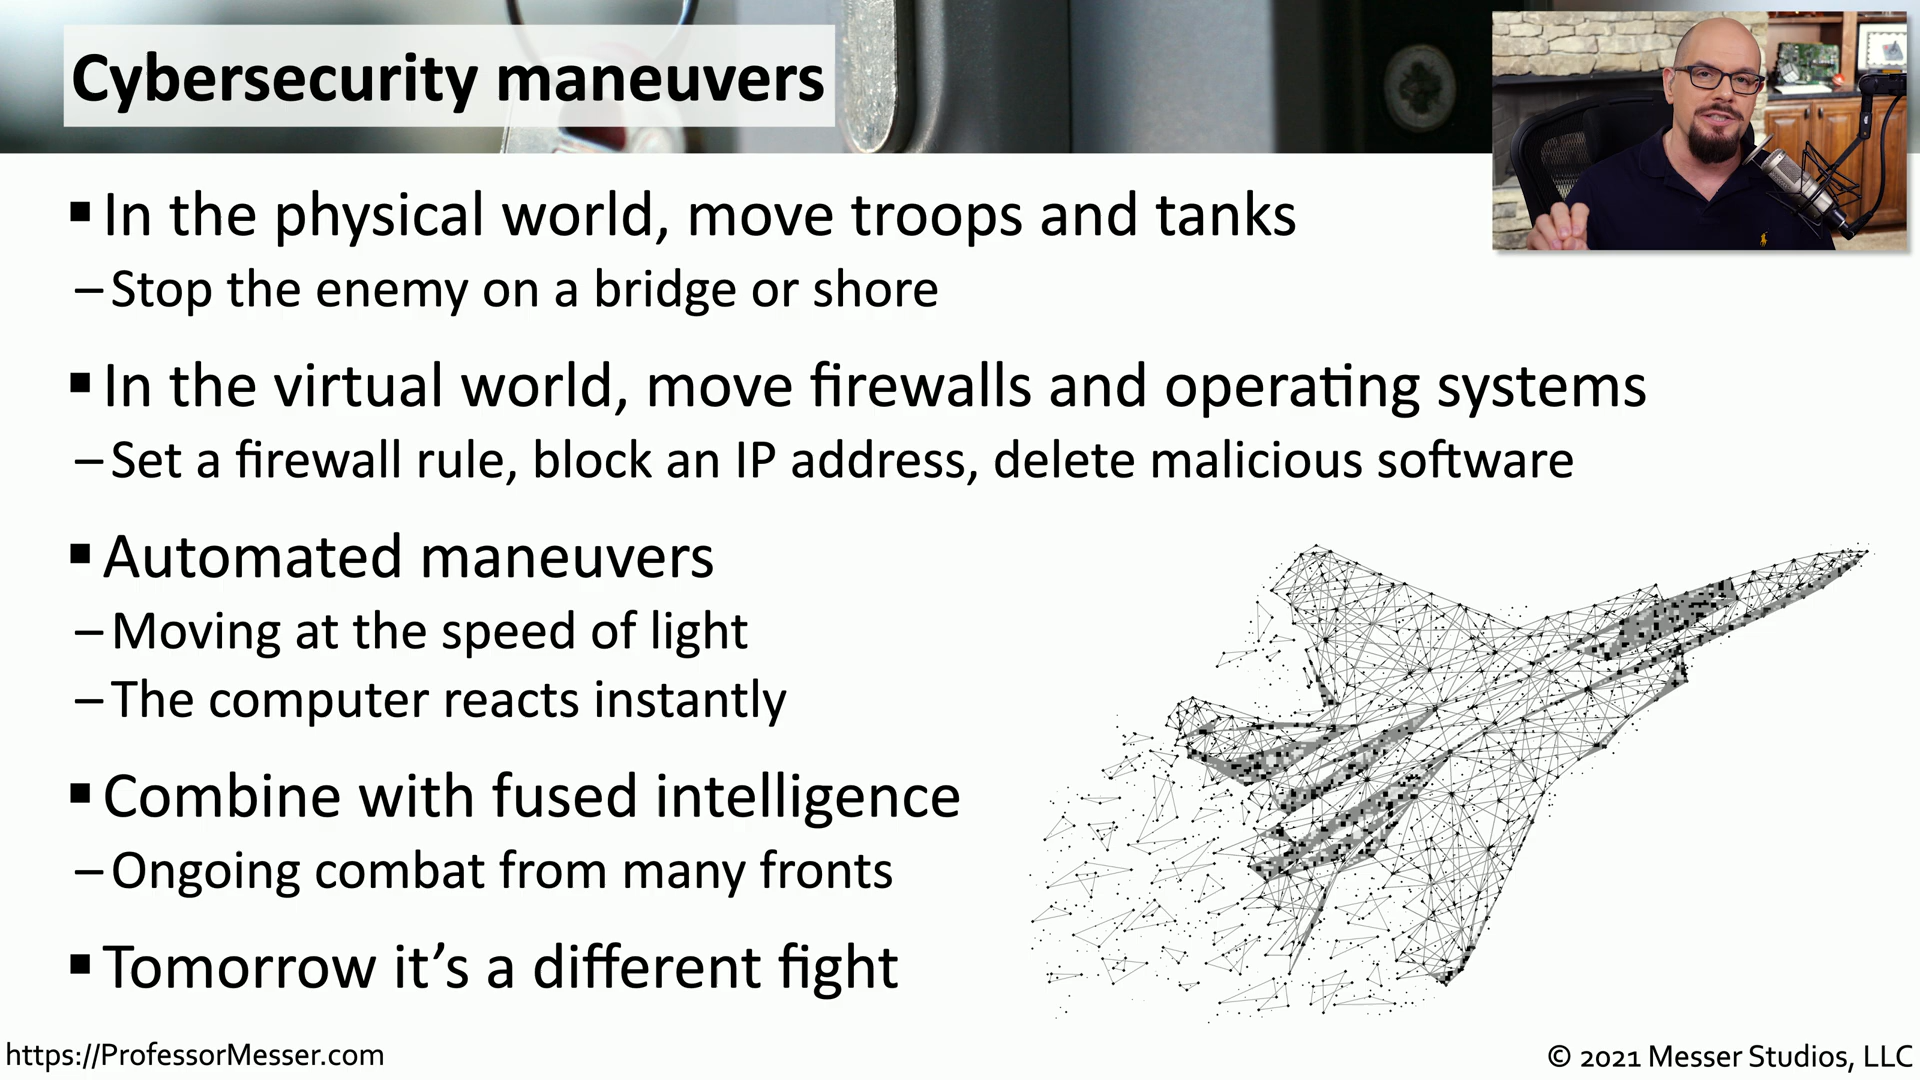 Cybersecurity maneuvers
▪ In the physical world, move troops and tanks
– Stop the enemy on a bridge or shore
▪ In the virtual world, move firewalls and operating systems
– Set a firewall rule, block an IP address, delete malicious software
▪ Automated maneuvers
– Moving at the speed of light
– The computer reacts instantly
▪ Combine with fused intelligence
– Ongoing combat from many fronts
▪ Tomorrow it’s a different fight
https://ProfessorMesser.com
© 2021 Messer Studios, LLC